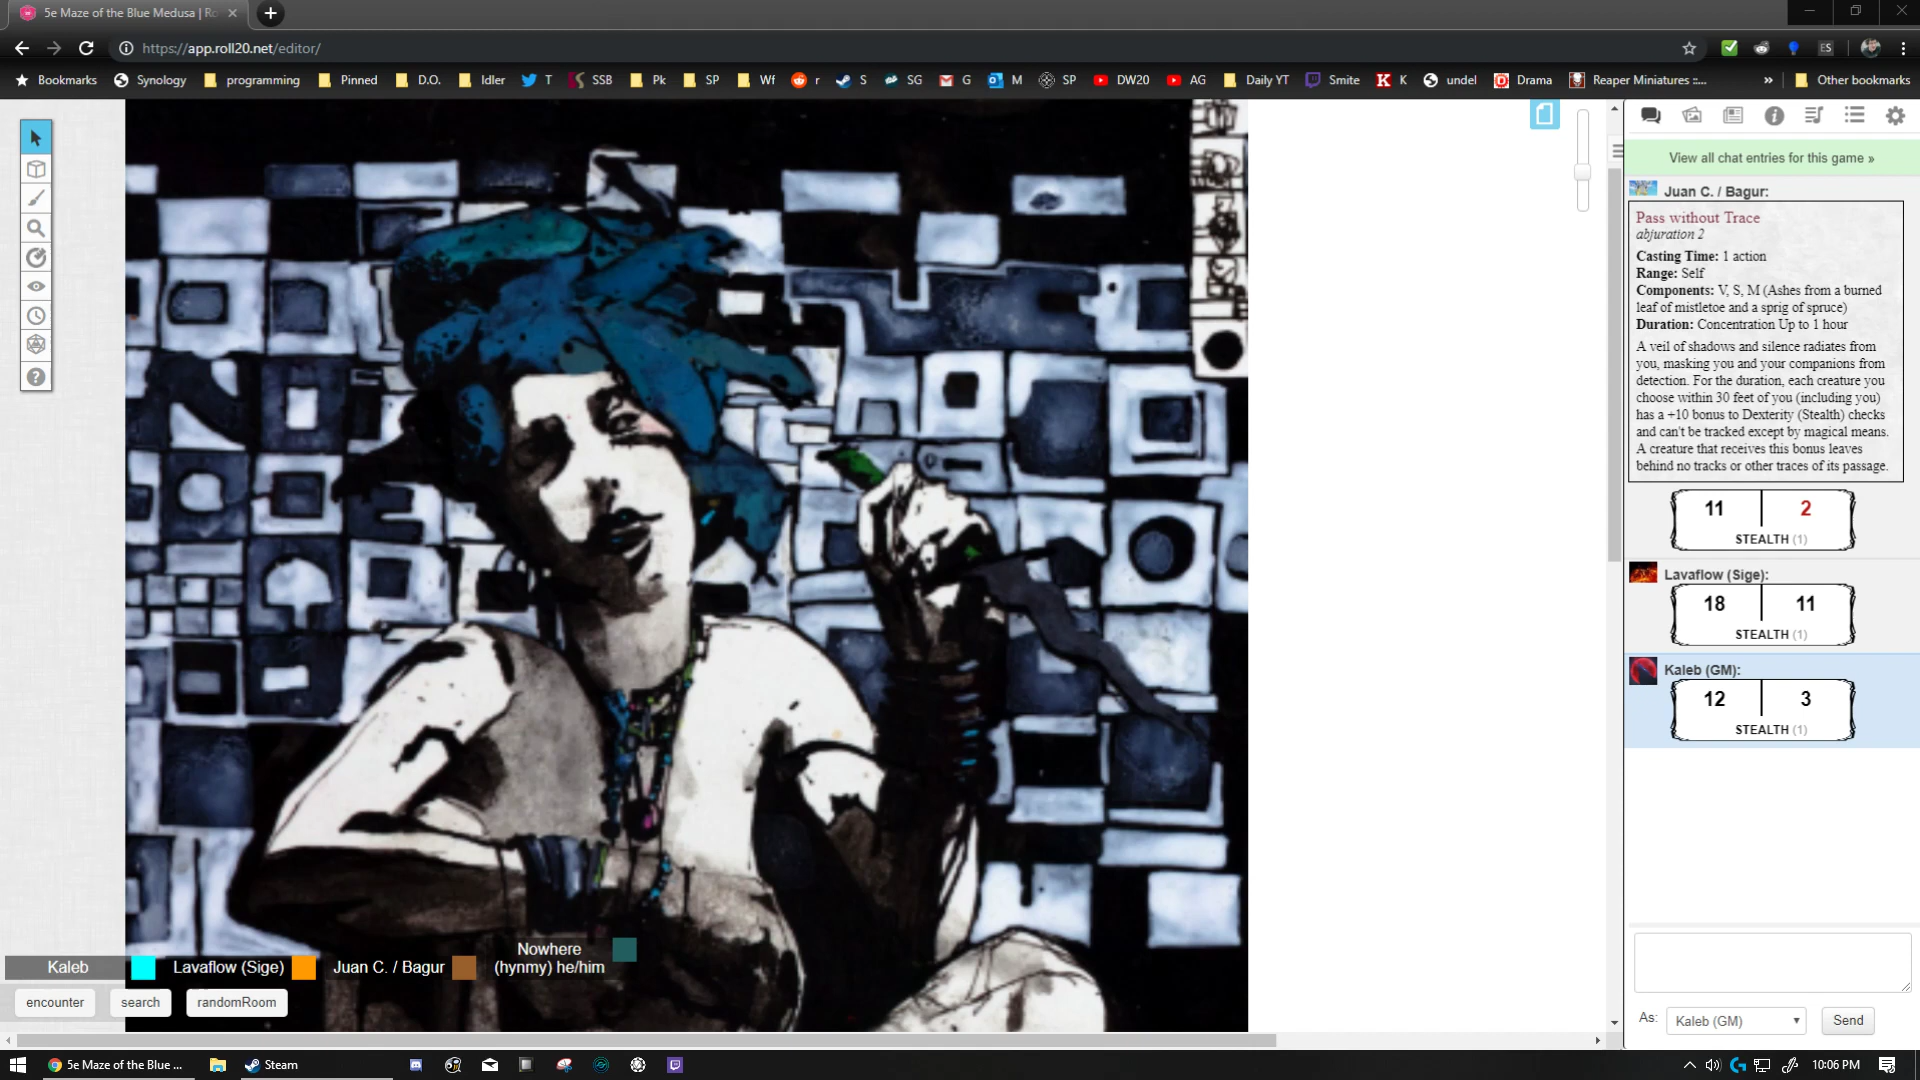 5e Maze of the Blue Medusa | Ro
https://app.roll20.net/editor/
ES
Bookmarks Synology programming Pinned D.O. Idler T SSB Pk SP Wf r S SG G M SP DW20 AG Daily YT Smite K undel Drama Reaper Miniatures ::... » Other bookmarks
View all chat entries for this game »
Juan C. / Bagur:
Pass without Trace
abjuration 2
Casting Time: 1 action
Range: Self
Components: V, S, M (Ashes from a burned
leaf of mistletoe and a sprig of spruce)
Duration: Concentration Up to 1 hour
A veil of shadows and silence radiates from
you, masking you and your companions from
detection. For the duration, each creature you
choose within 30 feet of you (including you)
has a +10 bonus to Dexterity (Stealth) checks
and can't be tracked except by magical means.
A creature that receives this bonus leaves
behind no tracks or other traces of its passage.
11 2
STEALTH (1)
Lavaflow (Sige):
18 11
STEALTH (1)
Kaleb (GM):
12 3
STEALTH (1)
Kaleb Lavaflow (Sige) Juan C. / Bagur Nowhere
(hynmy) he/him
encounter search randomRoom
As: Kaleb (GM) Send
5e Maze of the Blue ... Steam 10:06 PM